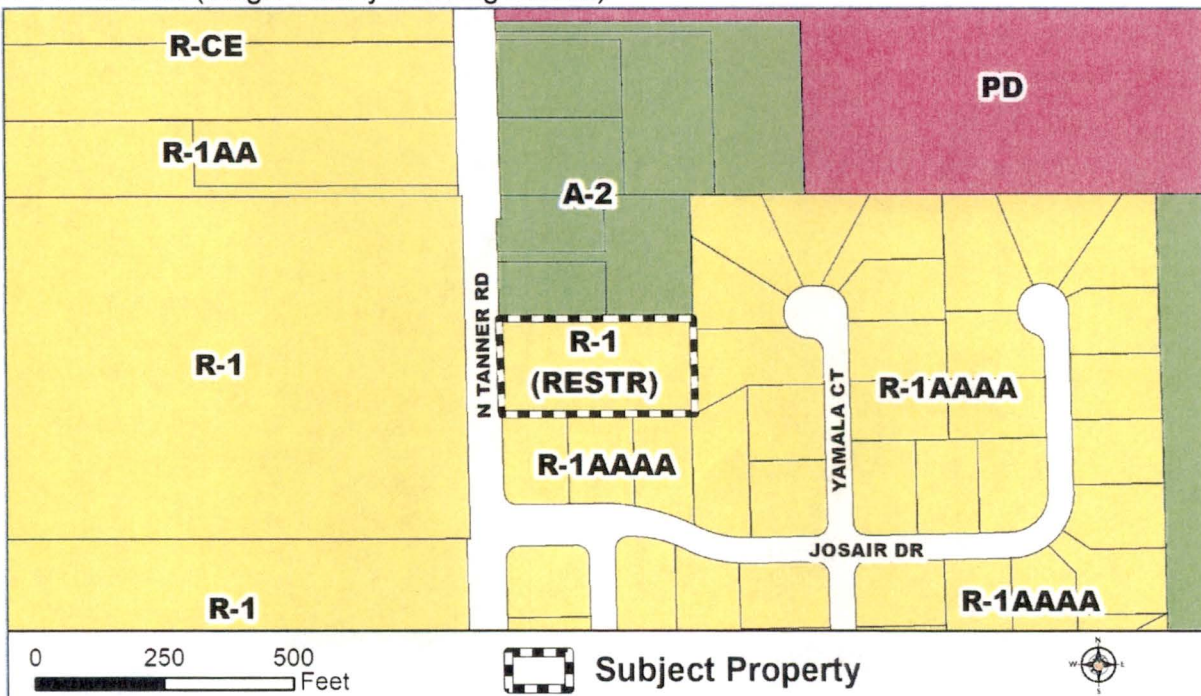 R-CE
PD
R-1AA
A-2
N TANNER RD
R-1
(RESTR)
R-1
R-1AAAA
YAMALA CT
R-1AAAA
JOSAIR DR
R-1
R-1AAAA
0 250 500
Feet
Subject Property
N
W E
S